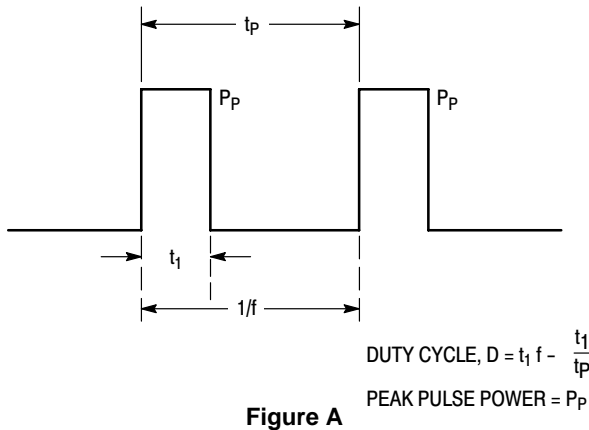 tP
PP
PP
t1
1/f
DUTY CYCLE, D = t1 f - t1/tP
PEAK PULSE POWER = PP
Figure A